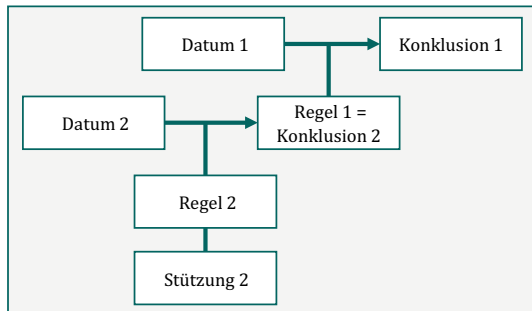 Datum 1
Konklusion 1
Datum 2
Regel 1 =
Konklusion 2
Regel 2
Stützung 2